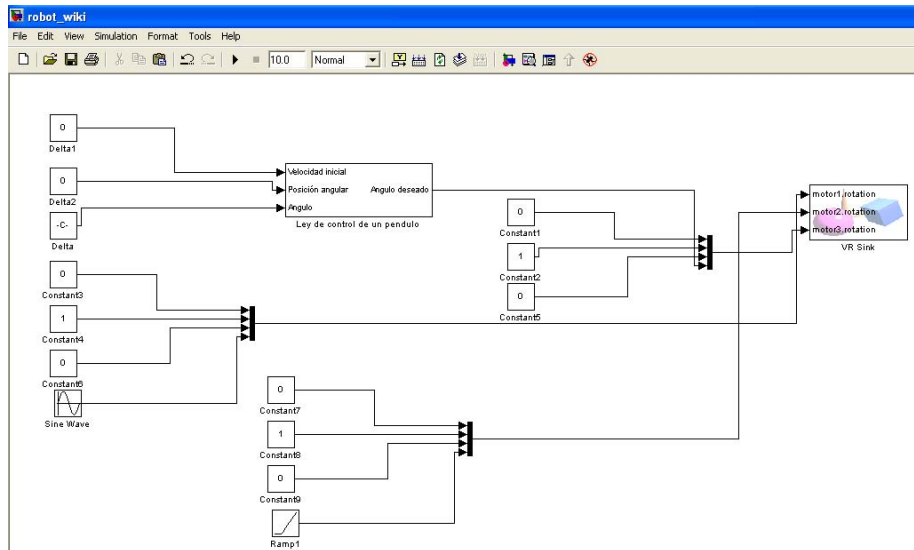 robot_wiki
File Edit View Simulation Format Tools Help
10.0 Normal
0
Delta1
0
Delta2
-C-
Delta
Velocidad inicial
Posición angular
Angulo
Angulo deseado
Ley de control de un pendulo
0
Constant1
1
Constant2
0
Constant5
motor1.rotation
motor2.rotation
motor3.rotation
VR Sink
0
Constant3
1
Constant4
0
Constant6
Sine Wave
0
Constant7
1
Constant8
0
Constant9
Ramp1